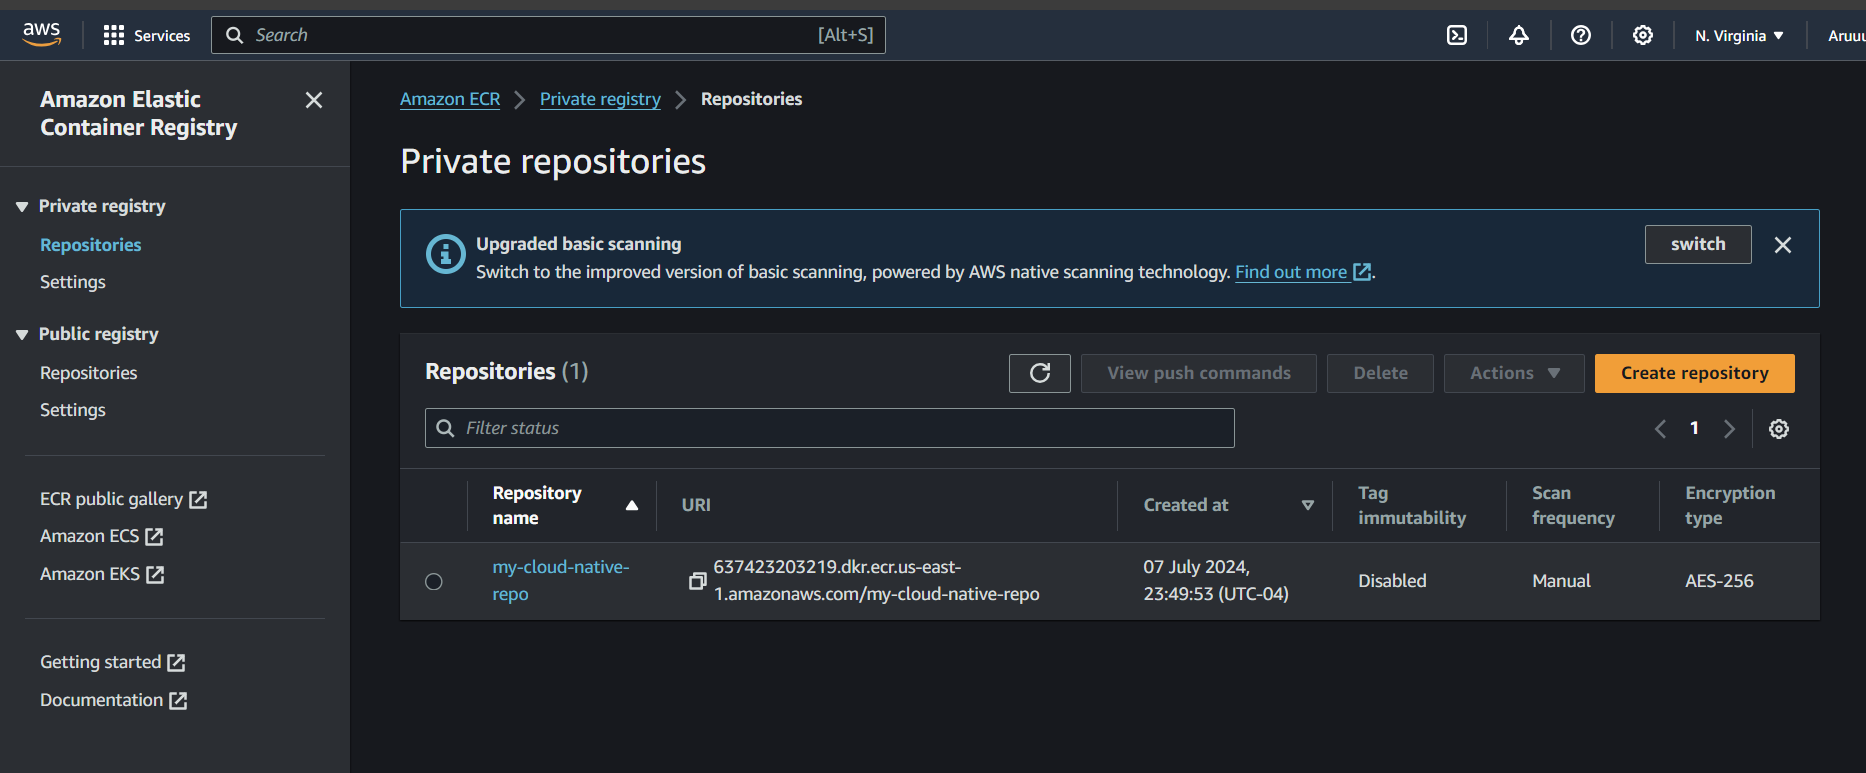 aws
Services
Search
[Alt+S]
N. Virginia
Amazon Elastic
Container Registry
Private registry
Repositories
Settings
Public registry
Repositories
Settings
ECR public gallery
Amazon ECS
Amazon EKS
Getting started
Documentation
Amazon ECR
Private registry
Repositories
Private repositories
Upgraded basic scanning
Switch to the improved version of basic scanning, powered by AWS native scanning technology. Find out more.
switch
Repositories (1)
View push commands
Delete
Actions
Create repository
Filter status
1
Repository
name
URI
Created at
Tag
immutability
Scan
frequency
Encryption
type
my-cloud-native-
repo
637423203219.dkr.ecr.us-east-
1.amazonaws.com/my-cloud-native-repo
07 July 2024,
23:49:53 (UTC-04)
Disabled
Manual
AES-256